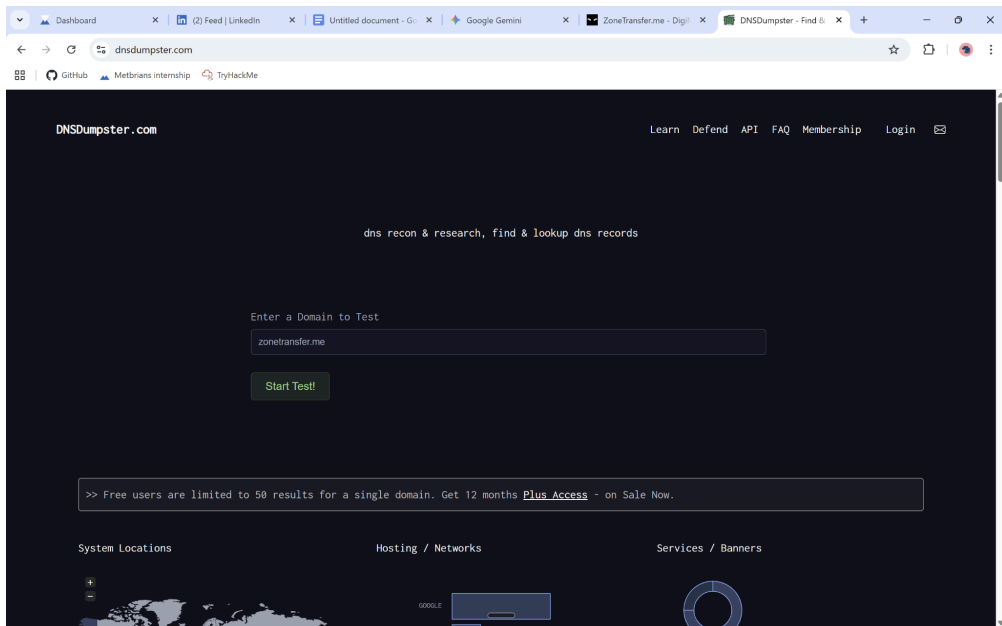 Dashboard
(2) Feed | LinkedIn
Untitled document - Go
Google Gemini
ZoneTransfer.me - Digi
DNSDumpster - Find &
dnsdumpster.com
GitHub
Metbrians internship
TryHackMe
DNSDumpster.com
Learn Defend API FAQ Membership Login
dns recon & research, find & lookup dns records
Enter a Domain to Test
zonetransfer.me
Start Test!
>> Free users are limited to 50 results for a single domain. Get 12 months Plus Access - on Sale Now.
System Locations Hosting / Networks Services / Banners
+
−
GOOGLE